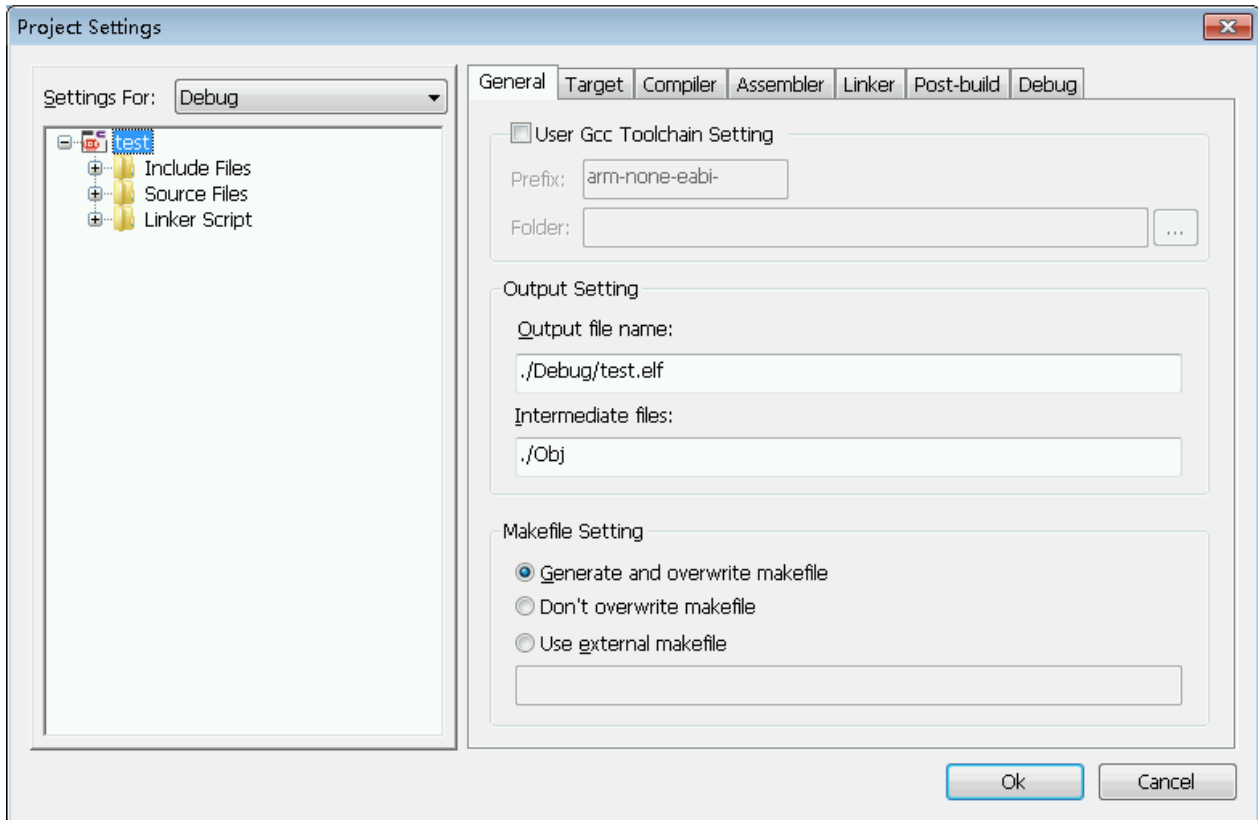 Project Settings
Settings For:
Debug
test
Include Files
Source Files
Linker Script
General Target Compiler Assembler Linker Post-build Debug
User Gcc Toolchain Setting
Prefix: arm-none-eabi-
Folder:
...
Output Setting
Output file name:
./Debug/test.elf
Intermediate files:
./Obj
Makefile Setting
Generate and overwrite makefile
Don't overwrite makefile
Use external makefile
Ok Cancel